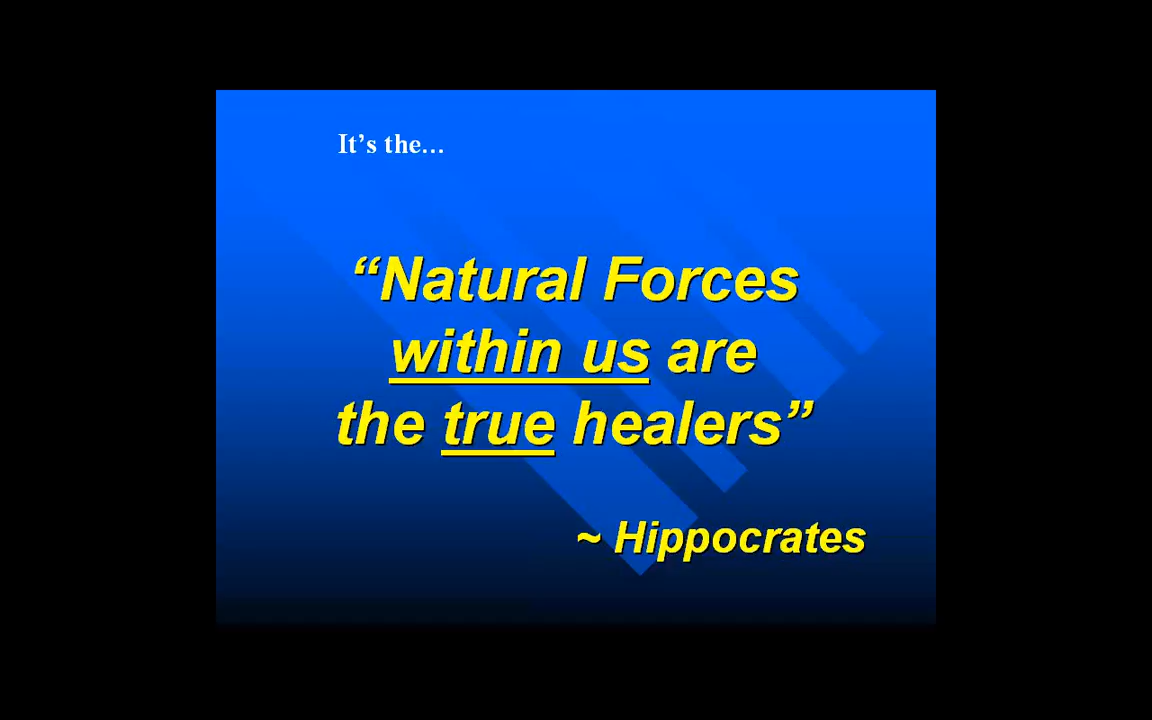 It’s the...
“Natural Forces
within us are
the true healers”
~ Hippocrates